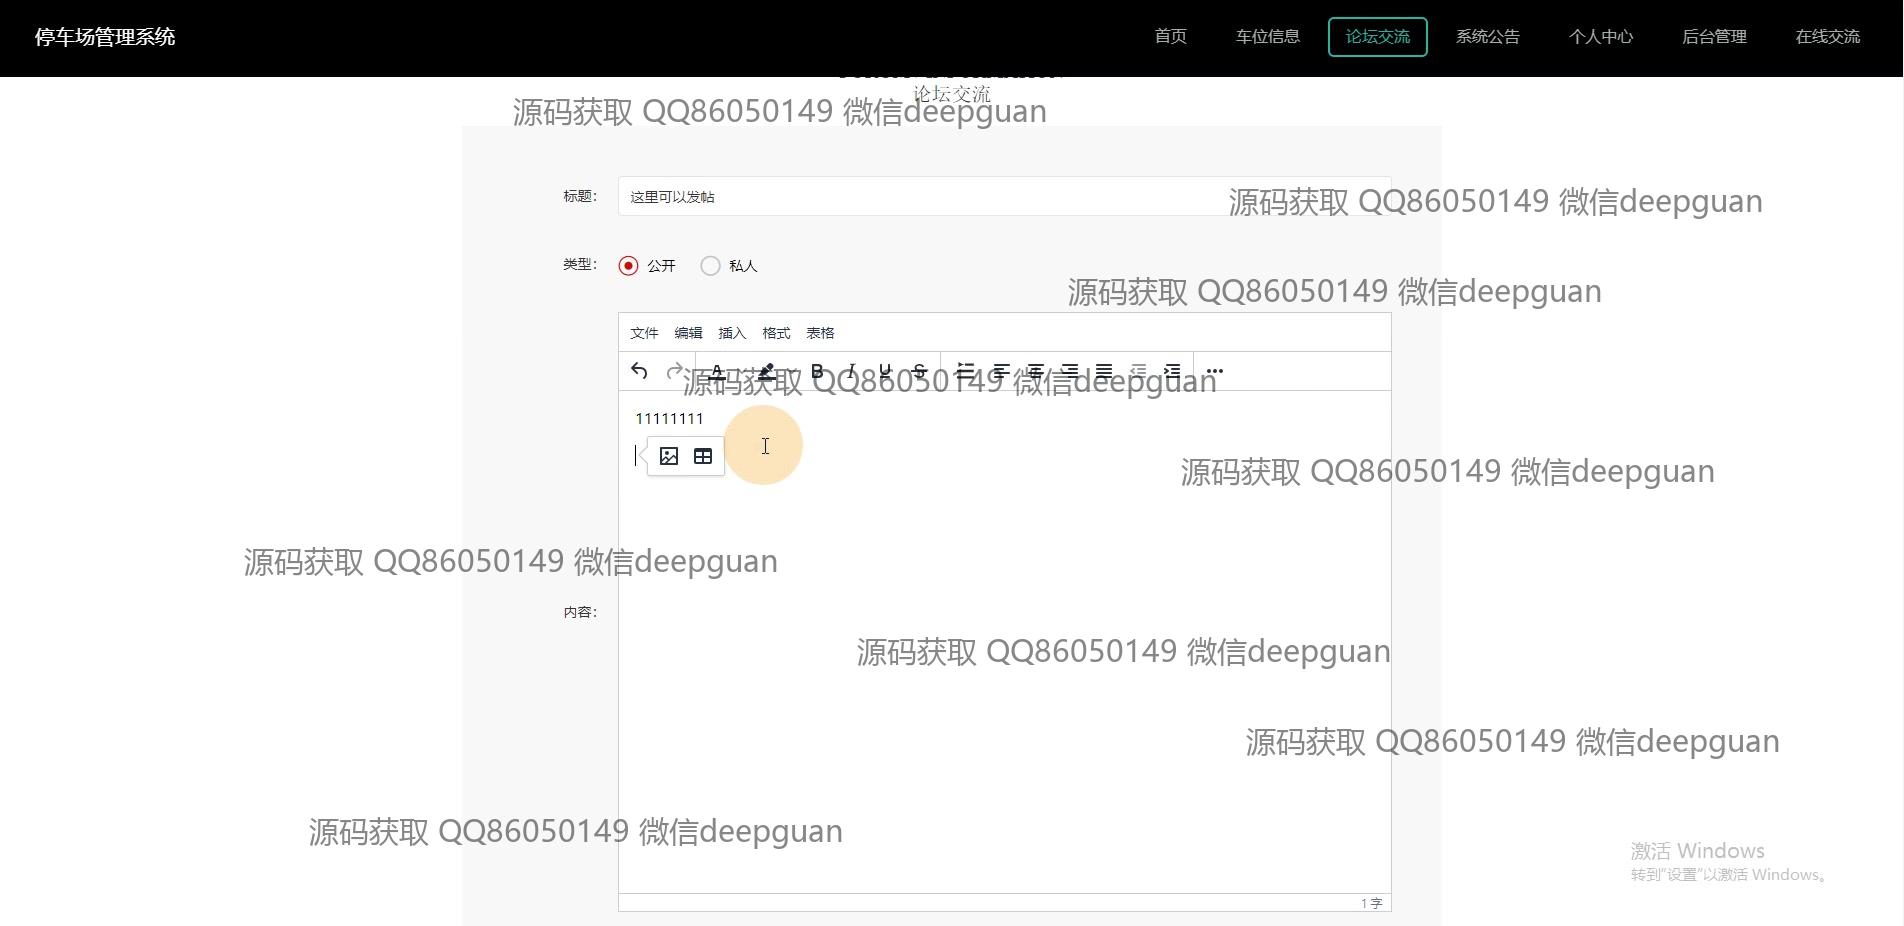 停车场管理系统
首页 车位信息 论坛交流 系统公告 个人中心 后台管理 在线交流
论坛交流
源码获取 QQ86050149 微信deepguan
标题：
这里可以发帖
源码获取 QQ86050149 微信deepguan
类型：
公开 私人
源码获取 QQ86050149 微信deepguan
文件 编辑 插入 格式 表格
源码获取 QQ86050149 微信deepguan
11111111
源码获取 QQ86050149 微信deepguan
源码获取 QQ86050149 微信deepguan
内容：
源码获取 QQ86050149 微信deepguan
源码获取 QQ86050149 微信deepguan
源码获取 QQ86050149 微信deepguan
激活 Windows
转到"设置"以激活 Windows。
1 字